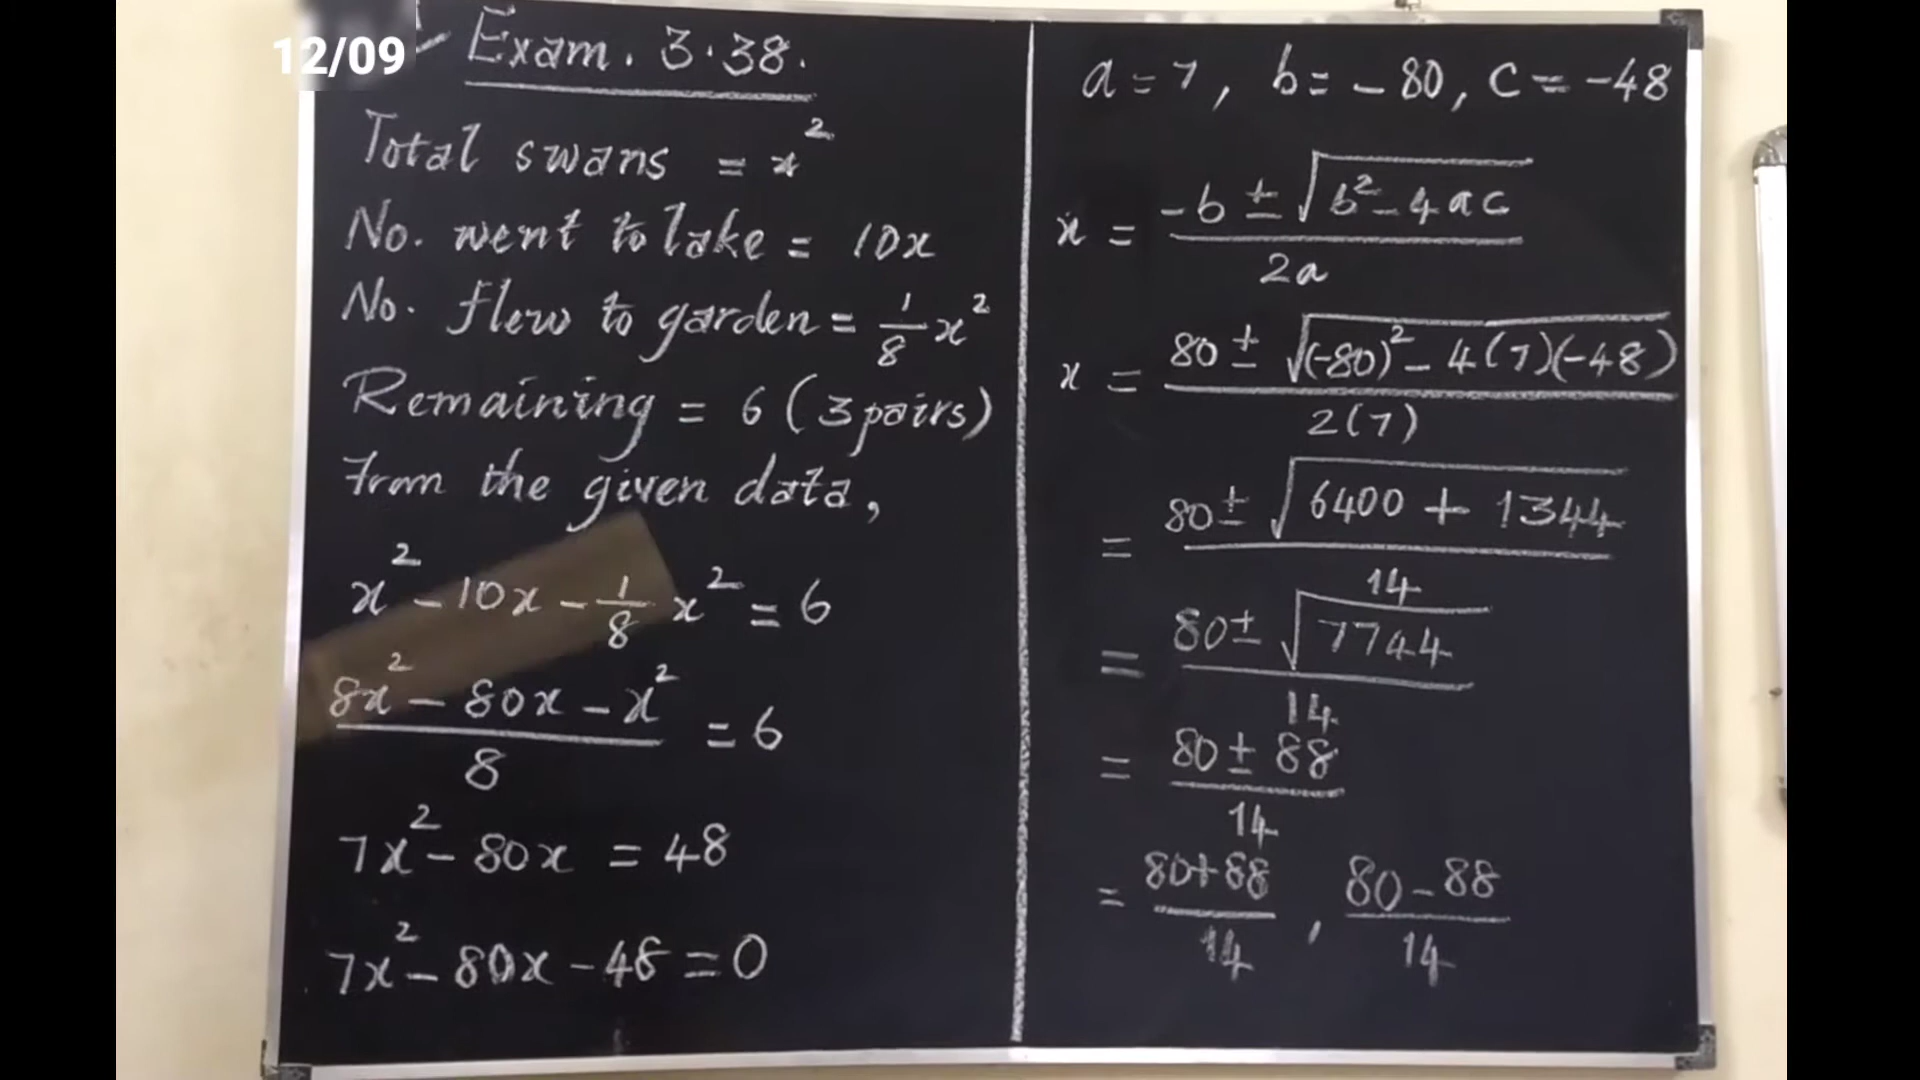 12/09
Exam. 3.38.
Total swans = x²
No. went to lake = 10x
No. flew to garden = 1/8 x²
Remaining = 6 (3 pairs)
From the given data,
x² - 10x - 1/8 x² = 6
(8x² - 80x - x²)/8 = 6
7x² - 80x = 48
7x² - 80x - 48 = 0
a = 7, b = -80, c = -48
x = (-b ± √(b² - 4ac))/2a
x = (80 ± √((-80)² - 4(7)(-48)))/2(7)
= (80 ± √(6400 + 1344))/14
= (80 ± √7744)/14
= (80 ± 88)/14
= (80+88)/14, (80-88)/14